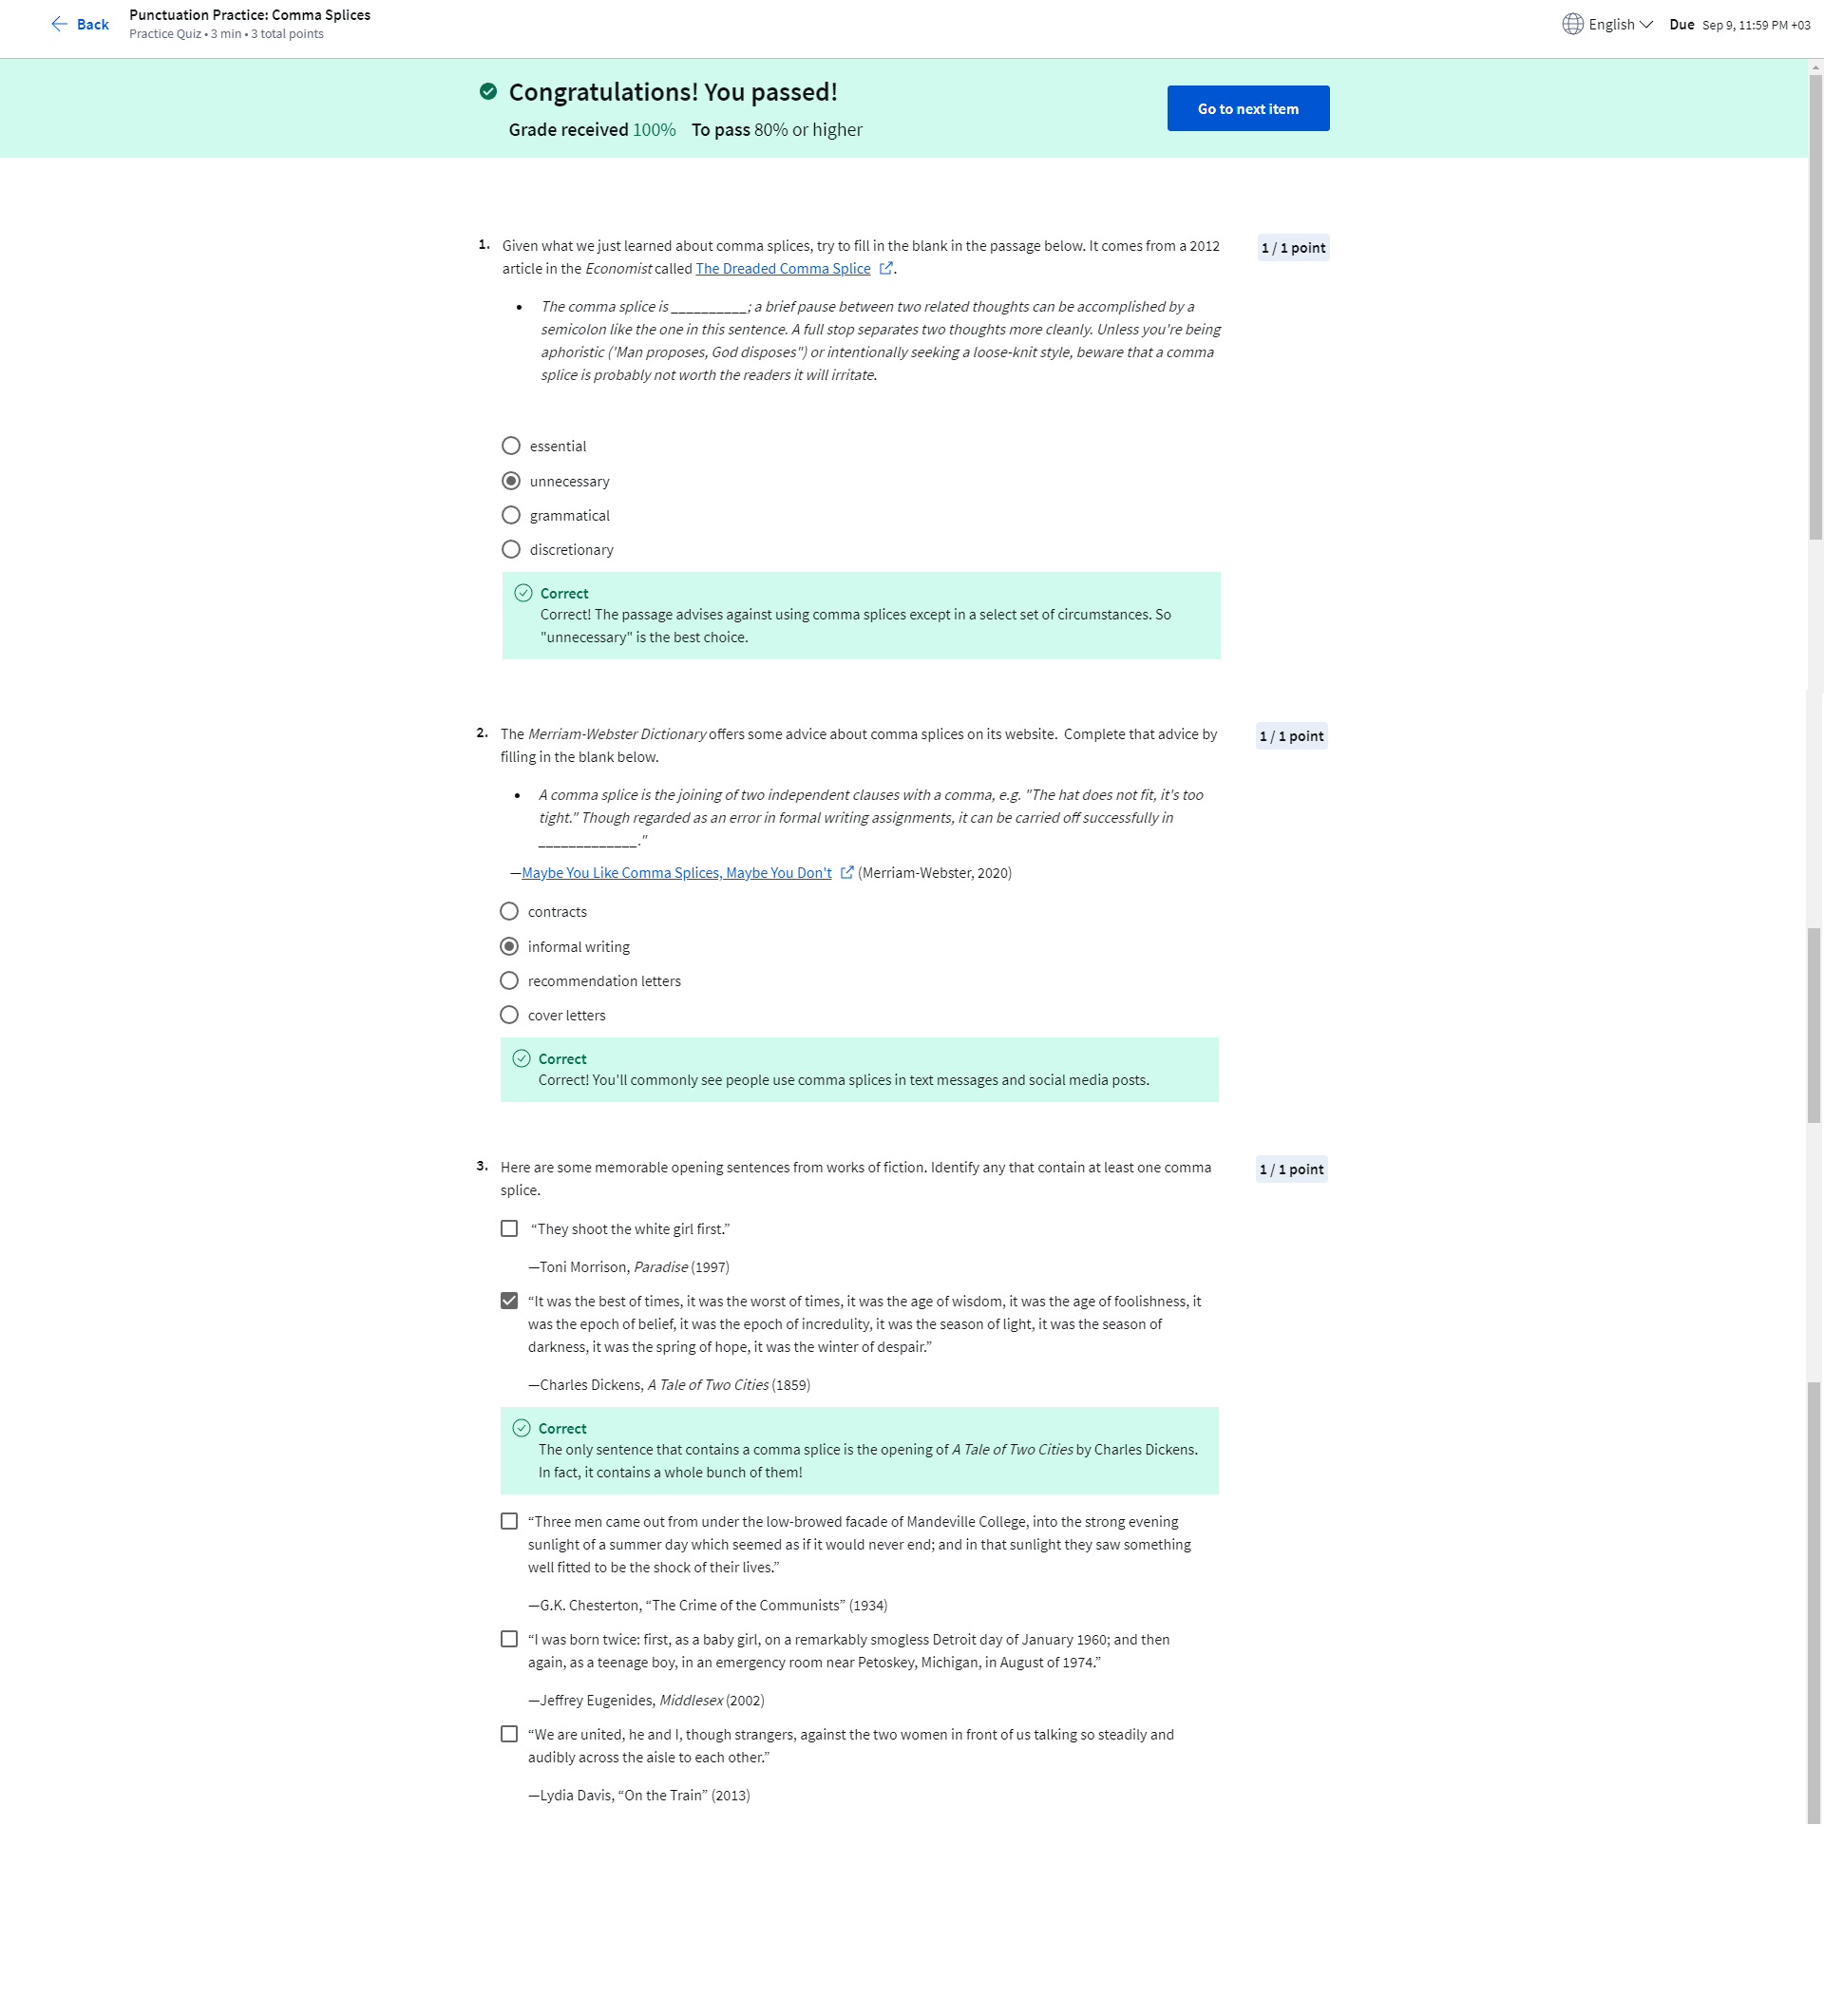 Back
Punctuation Practice: Comma Splices
Practice Quiz • 3 min • 3 total points
English
Due Sep 9, 11:59 PM +03
Congratulations! You passed!
Grade received 100% To pass 80% or higher
Go to next item
1. Given what we just learned about comma splices, try to fill in the blank in the passage below. It comes from a 2012
article in the Economist called The Dreaded Comma Splice .
1 / 1 point
• The comma splice is __________; a brief pause between two related thoughts can be accomplished by a
semicolon like the one in this sentence. A full stop separates two thoughts more cleanly. Unless you're being
aphoristic ('Man proposes, God disposes") or intentionally seeking a loose-knit style, beware that a comma
splice is probably not worth the readers it will irritate.
essential
unnecessary
grammatical
discretionary
Correct
Correct! The passage advises against using comma splices except in a select set of circumstances. So
"unnecessary" is the best choice.
2. The Merriam-Webster Dictionary offers some advice about comma splices on its website. Complete that advice by
filling in the blank below.
1 / 1 point
• A comma splice is the joining of two independent clauses with a comma, e.g. "The hat does not fit, it's too
tight." Though regarded as an error in formal writing assignments, it can be carried off successfully in
_____________."
—Maybe You Like Comma Splices, Maybe You Don't (Merriam-Webster, 2020)
contracts
informal writing
recommendation letters
cover letters
Correct
Correct! You'll commonly see people use comma splices in text messages and social media posts.
3. Here are some memorable opening sentences from works of fiction. Identify any that contain at least one comma
splice.
1 / 1 point
“They shoot the white girl first.”
—Toni Morrison, Paradise (1997)
“It was the best of times, it was the worst of times, it was the age of wisdom, it was the age of foolishness, it
was the epoch of belief, it was the epoch of incredulity, it was the season of light, it was the season of
darkness, it was the spring of hope, it was the winter of despair.”
—Charles Dickens, A Tale of Two Cities (1859)
Correct
The only sentence that contains a comma splice is the opening of A Tale of Two Cities by Charles Dickens.
In fact, it contains a whole bunch of them!
“Three men came out from under the low-browed facade of Mandeville College, into the strong evening
sunlight of a summer day which seemed as if it would never end; and in that sunlight they saw something
well fitted to be the shock of their lives.”
—G.K. Chesterton, “The Crime of the Communists” (1934)
“I was born twice: first, as a baby girl, on a remarkably smogless Detroit day of January 1960; and then
again, as a teenage boy, in an emergency room near Petoskey, Michigan, in August of 1974.”
—Jeffrey Eugenides, Middlesex (2002)
“We are united, he and I, though strangers, against the two women in front of us talking so steadily and
audibly across the aisle to each other.”
—Lydia Davis, “On the Train” (2013)